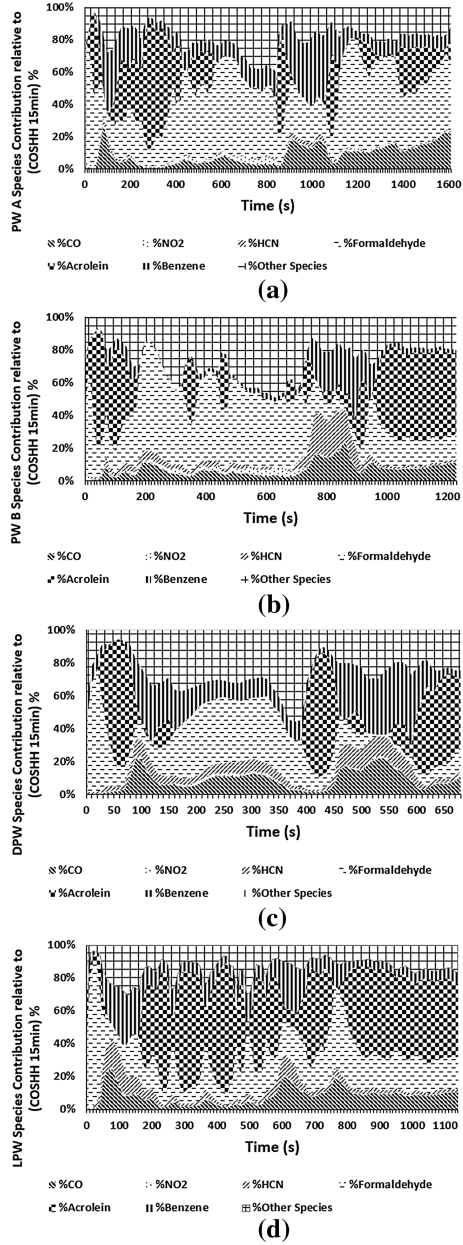 PW A Species Contribution relative to
(COSHH 15min) %
100%
80%
60%
40%
20%
0%
0 200 400 600 800 1000 1200 1400 1600
Time (s)
%CO %NO2 %HCN %Formaldehyde
%Acrolein %Benzene %Other Species
(a)
PW B Species Contribution relative to
(COSHH 15min) %
100%
80%
60%
40%
20%
0%
0 200 400 600 800 1000 1200
Time (s)
%CO %NO2 %HCN %Formaldehyde
%Acrolein %Benzene %Other Species
(b)
DPW Species Contribution relative to
(COSHH 15min) %
100%
80%
60%
40%
20%
0%
0 50 100 150 200 250 300 350 400 450 500 550 600 650
Time (s)
%CO %NO2 %HCN %Formaldehyde
%Acrolein %Benzene %Other Species
(c)
LPW Species Contribution relative to
(COSHH 15min) %
100%
80%
60%
40%
20%
0%
0 100 200 300 400 500 600 700 800 900 1000 1100
Time (s)
%CO %NO2 %HCN %Formaldehyde
%Acrolein %Benzene %Other Species
(d)